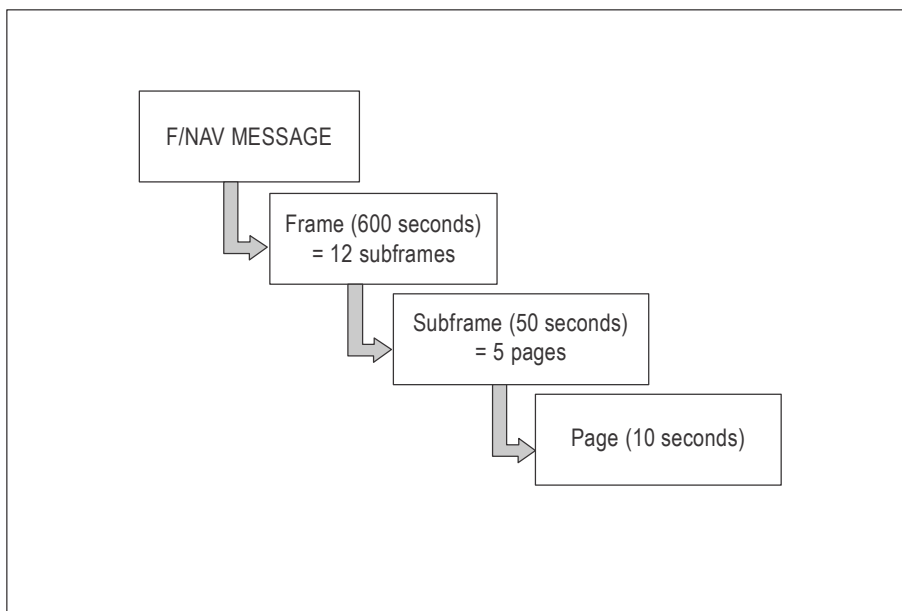 F/NAV MESSAGE
Frame (600 seconds)
= 12 subframes
Subframe (50 seconds)
= 5 pages
Page (10 seconds)